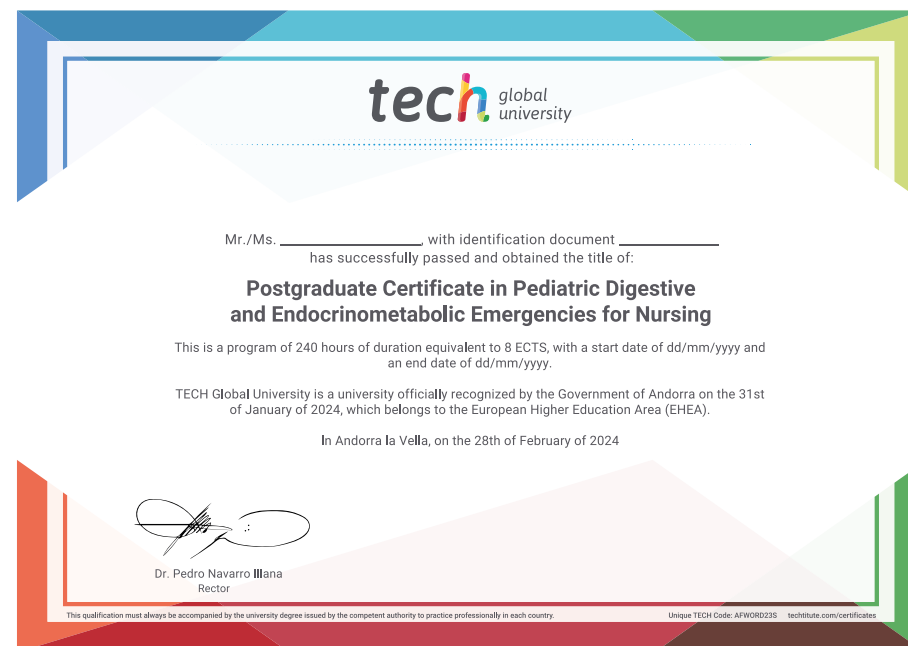 tech global university
Mr./Ms. ____________________, with identification document ______________
has successfully passed and obtained the title of:
Postgraduate Certificate in Pediatric Digestive
and Endocrinometabolic Emergencies for Nursing
This is a program of 240 hours of duration equivalent to 8 ECTS, with a start date of dd/mm/yyyy and
an end date of dd/mm/yyyy.
TECH Global University is a university officially recognized by the Government of Andorra on the 31st
of January of 2024, which belongs to the European Higher Education Area (EHEA).
In Andorra la Vella, on the 28th of February of 2024
Dr. Pedro Navarro Illana
Rector
This qualification must always be accompanied by the university degree issued by the competent authority to practice professionally in each country. Unique TECH Code: AFWORD23S techtitute.com/certificates